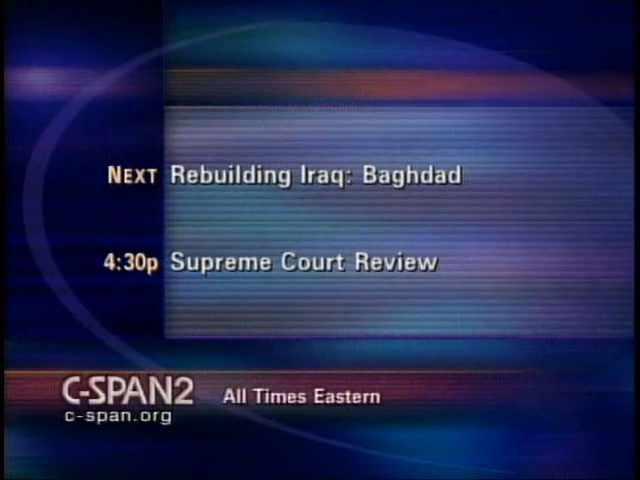 NEXT Rebuilding Iraq: Baghdad
4:30p Supreme Court Review
C-SPAN2 All Times Eastern
c-span.org